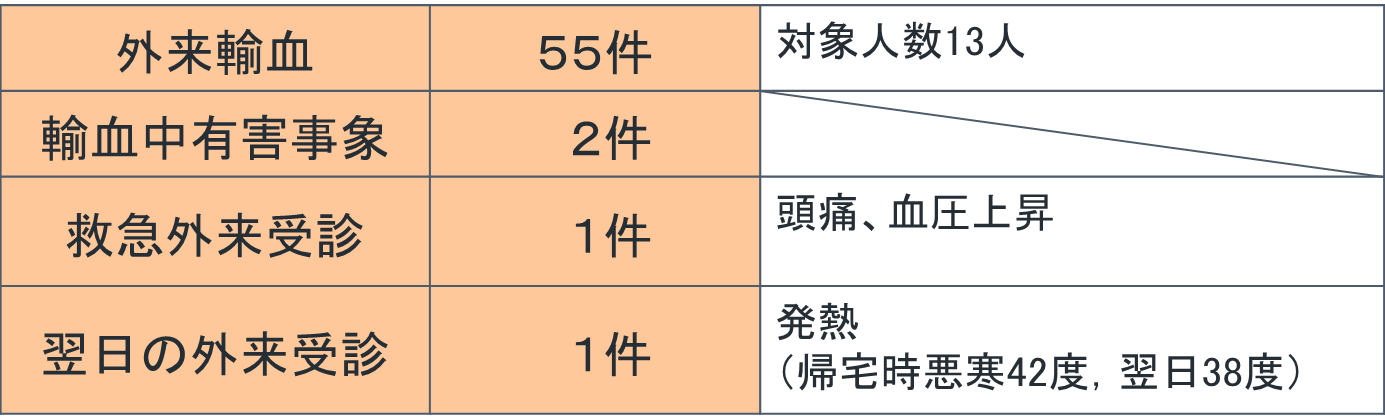 外来輸血 55件 対象人数13人
輸血中有害事象 2件
救急外来受診 1件 頭痛、血圧上昇
翌日の外来受診 1件 発熱
（帰宅時悪寒42度，翌日38度）